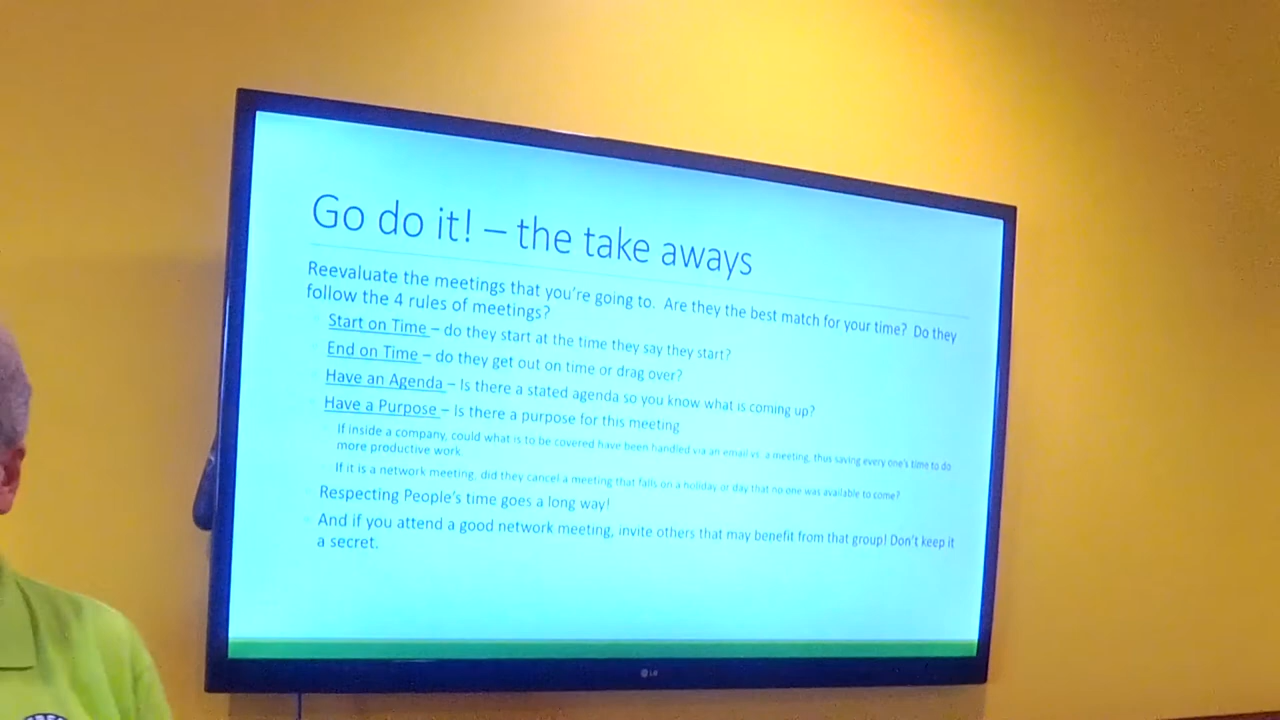 Go do it! – the take aways
Reevaluate the meetings that you're going to. Are they the best match for your time? Do they
follow the 4 rules of meetings?
Start on Time – do they start at the time they say they start?
End on Time – do they get out on time or drag over?
Have an Agenda – Is there a stated agenda so you know what is coming up?
Have a Purpose – Is there a purpose for this meeting
If inside a company, could what is to be covered have been handled via an email vs. a meeting, thus saving every one's time to do
more productive work.
If it is a network meeting, did they cancel a meeting that falls on a holiday or day that no one was available to come?
Respecting People's time goes a long way!
And if you attend a good network meeting, invite others that may benefit from that group! Don't keep it
a secret.
LG